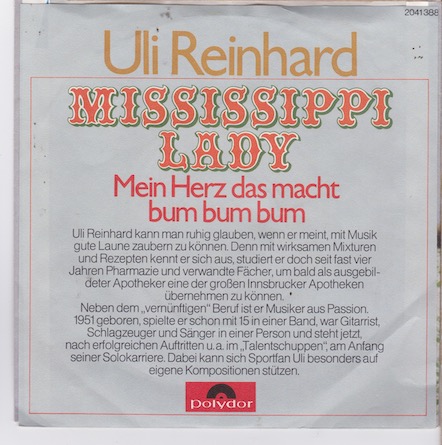 2041388
Uli Reinhard
MISSISSIPPI
LADY
Mein Herz das macht
bum bum bum
Uli Reinhard kann man ruhig glauben, wenn er meint, mit Musik
gute Laune zaubern zu können. Denn mit wirksamen Mixturen
und Rezepten kennt er sich aus, studiert er doch seit fast vier
Jahren Pharmazie und verwandte Fächer, um bald als ausgebil-
deter Apotheker eine der großen Innsbrucker Apotheken
übernehmen zu können.
Neben dem „vernünftigen“ Beruf ist er Musiker aus Passion.
1951 geboren, spielte er schon mit 15 in einer Band, war Gitarrist,
Schlagzeuger und Sänger in einer Person und steht jetzt,
nach erfolgreichen Auftritten u.a. im „Talentschuppen“, am Anfang
seiner Solokarriere. Dabei kann sich Sportfan Uli besonders auf
eigene Kompositionen stützen.
polydor